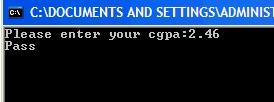 C:\DOCUMENTS AND SETTINGS\ADMINIST
Please enter your cgpa:2.46
Pass